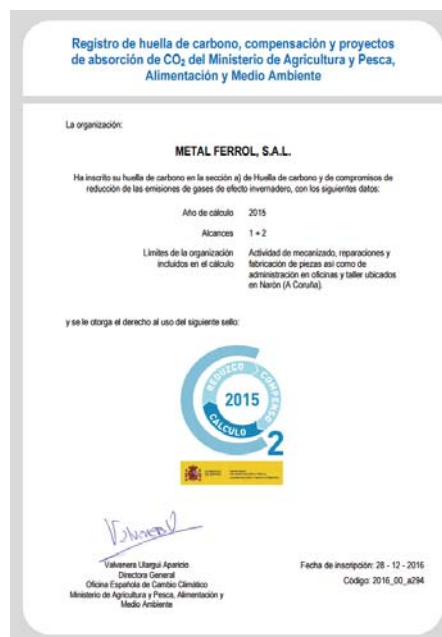 Registro de huella de carbono, compensación y proyectos
de absorción de CO₂ del Ministerio de Agricultura y Pesca,
Alimentación y Medio Ambiente
La organización:
METAL FERROL, S.A.L.
Ha inscrito su huella de carbono en la sección a) de Huella de carbono y de compromisos de
reducción de las emisiones de gases de efecto invernadero, con los siguientes datos:
Año de cálculo 2015
Alcances 1 + 2
Límites de la organización Actividad de mecanizado, reparaciones y
incluidos en el cálculo fabricación de piezas así como de
administración en oficinas y taller ubicados
en Narón (A Coruña).
y se le otorga el derecho al uso del siguiente sello:
REDUZCO COMPENSO
2015
CALCULO
2
Valvanera Ulargui Aparicio
Directora General
Oficina Española de Cambio Climático
Ministerio de Agricultura y Pesca, Alimentación y
Medio Ambiente
Fecha de inscripción: 28 - 12 - 2016
Código: 2016_00_a294